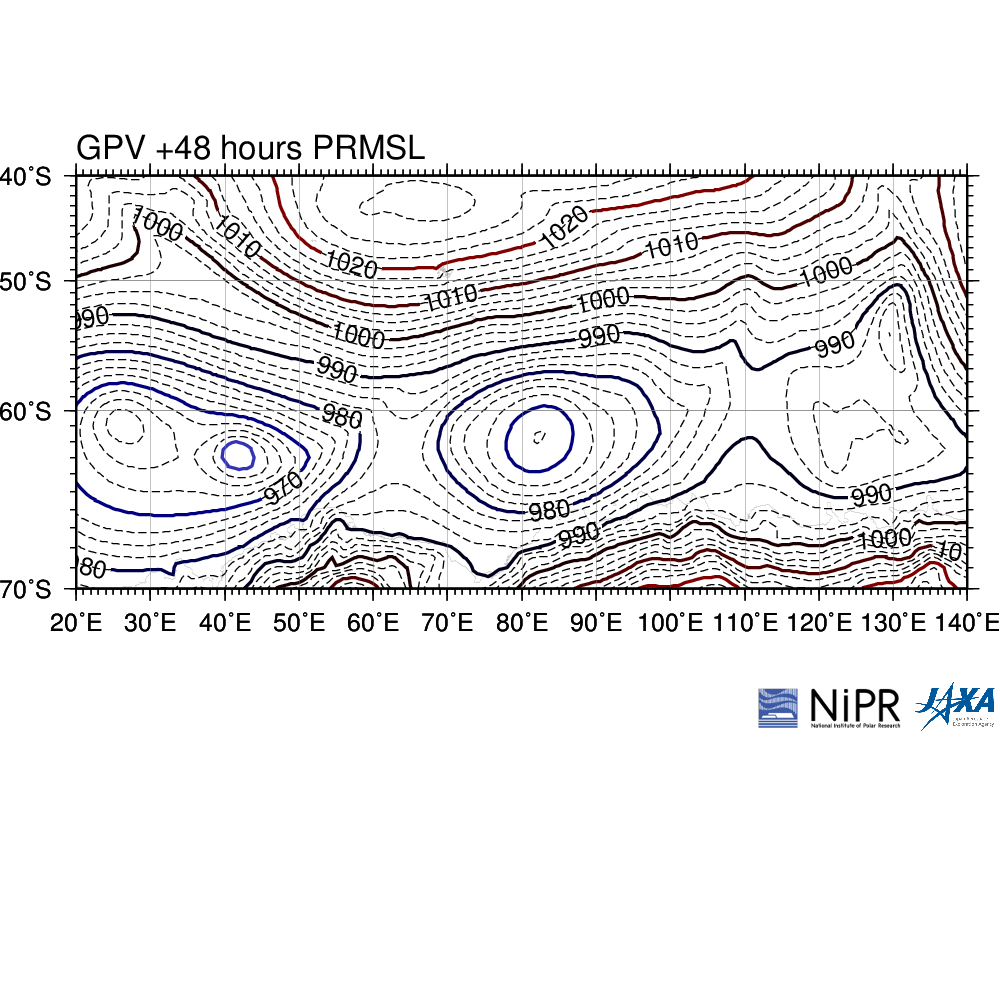 GPV +48 hours PRMSL
40°S
1000
1010
1020
1020
1010
1000
50°S
990
1010
1000
1000
990
990
990
60°S
980
970
980
990
990
1000
10
80
70°S
20°E 30°E 40°E 50°E 60°E 70°E 80°E 90°E 100°E 110°E 120°E 130°E 140°E
NiPR
National Institute of Polar Research
JAXA
Japan Aerospace Exploration Agency